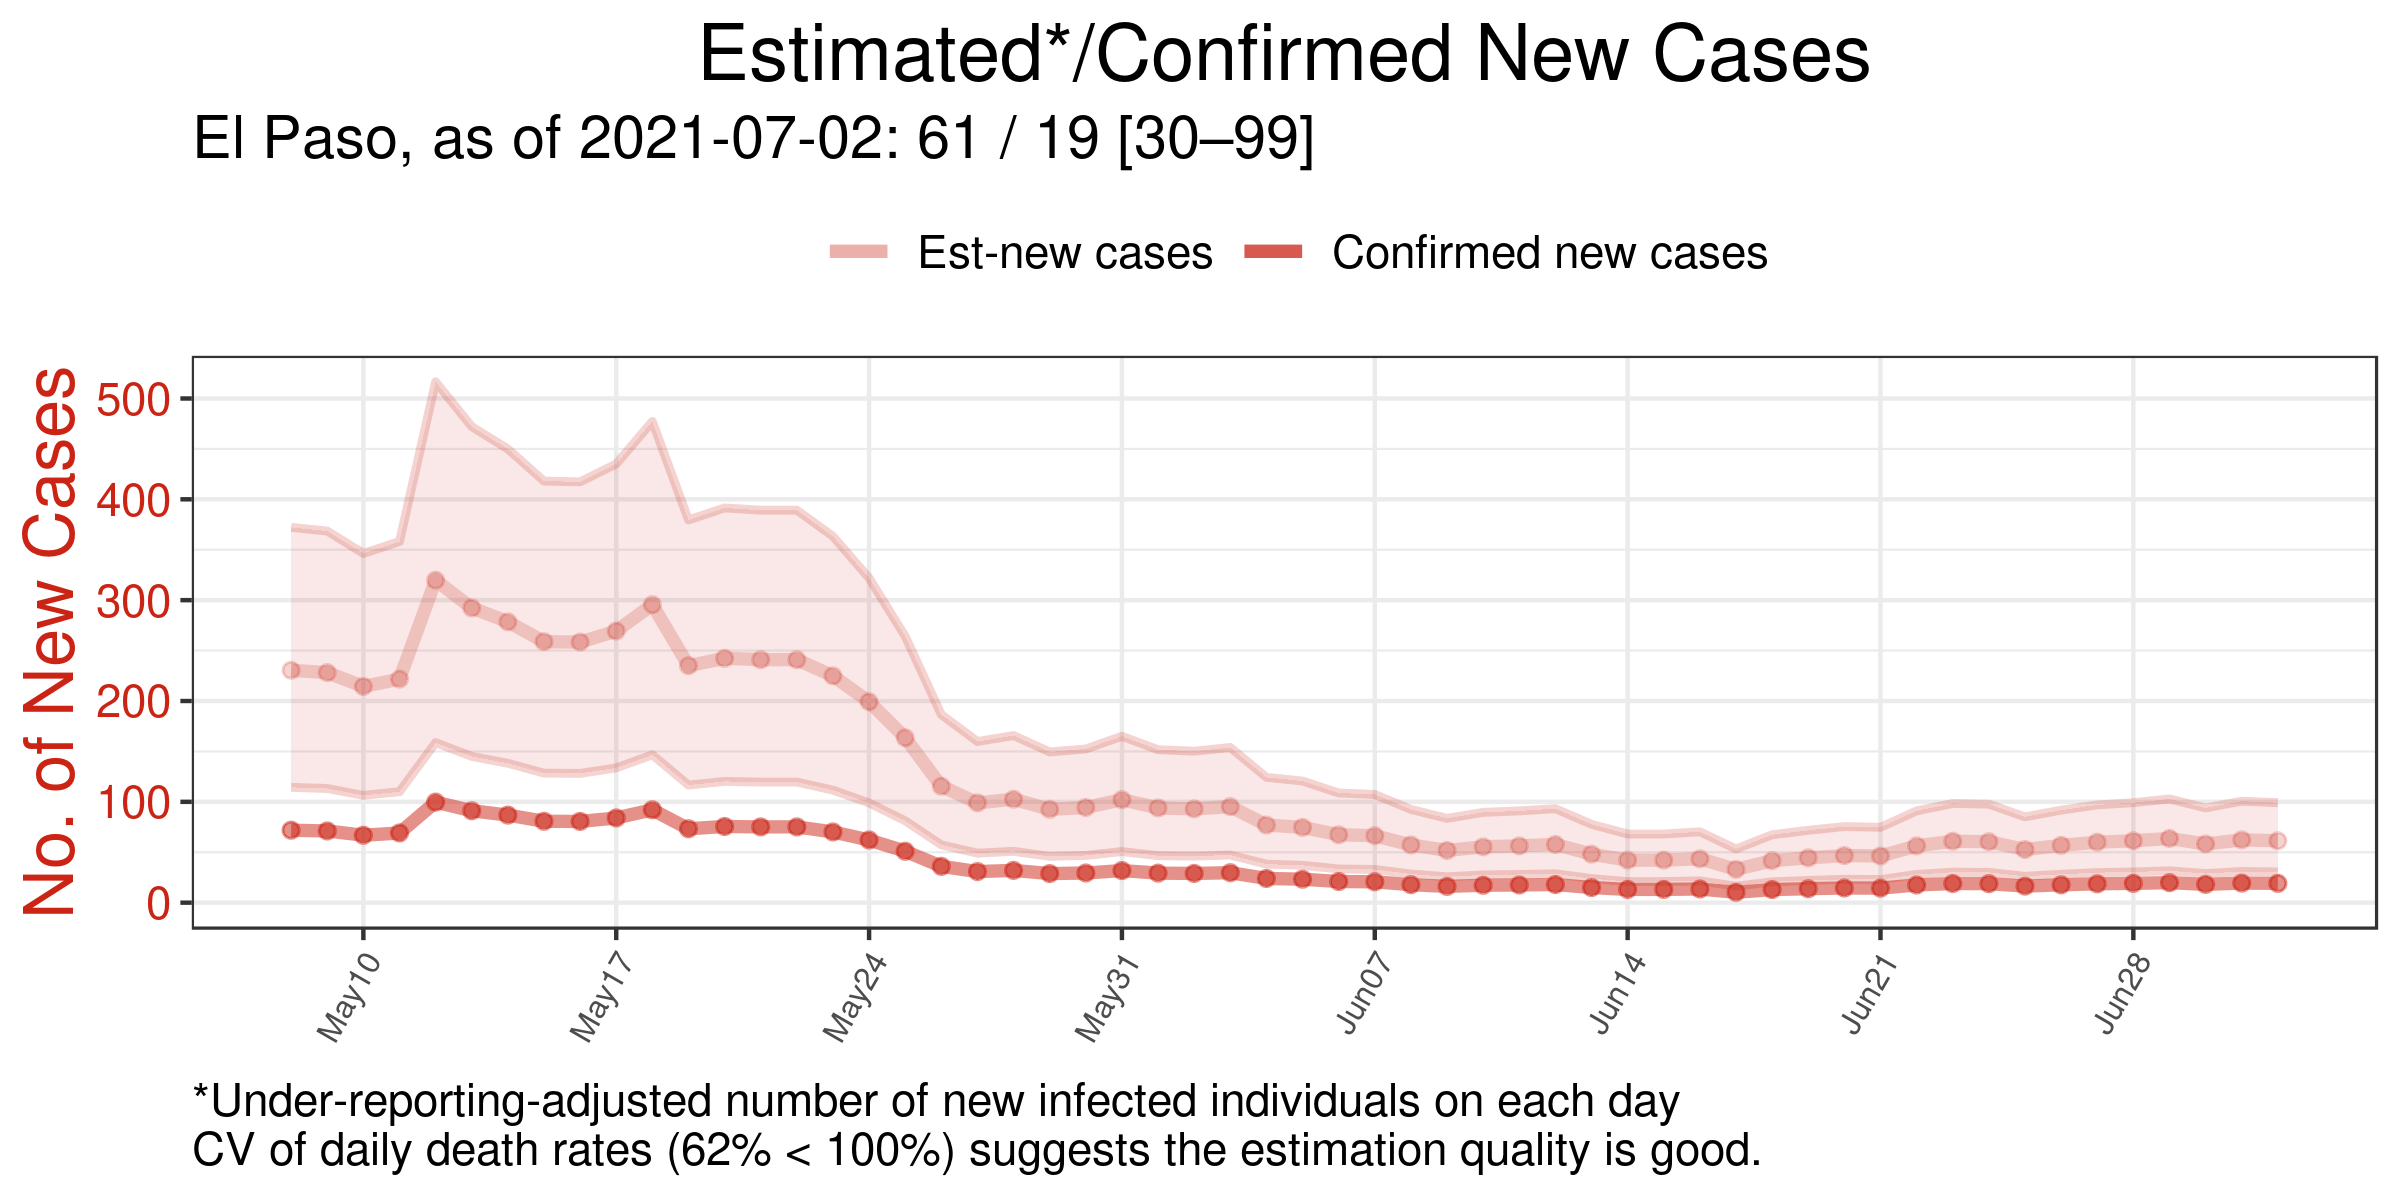 Estimated*/Confirmed New Cases
El Paso, as of 2021-07-02: 61 / 19 [30–99]
Est-new cases
Confirmed new cases
No. of New Cases
500
400
300
200
100
0
May10
May17
May24
May31
Jun07
Jun14
Jun21
Jun28
*Under-reporting-adjusted number of new infected individuals on each day
CV of daily death rates (62% < 100%) suggests the estimation quality is good.